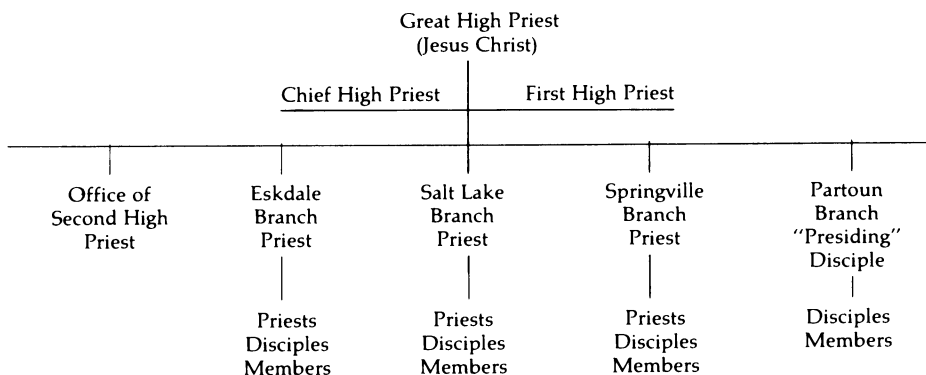 Great High Priest
(Jesus Christ)
Chief High Priest
First High Priest
Office of
Second High
Priest
Eskdale
Branch
Priest
Salt Lake
Branch
Priest
Springville
Branch
Priest
Partoun
Branch
"Presiding"
Disciple
Priests
Disciples
Members
Priests
Disciples
Members
Priests
Disciples
Members
Disciples
Members